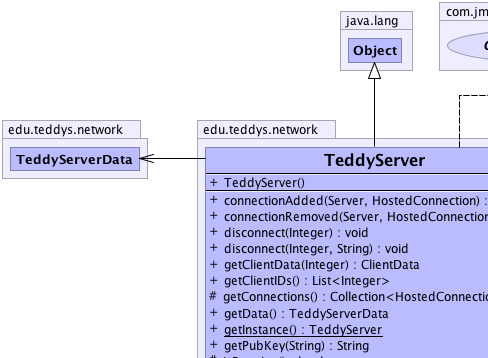 java.lang
com.jm
Object
edu.teddys.network
edu.teddys.network
TeddyServerData
TeddyServer
+ TeddyServer()
+ connectionAdded(Server, HostedConnection) :
+ connectionRemoved(Server, HostedConnection
+ disconnect(Integer) : void
+ disconnect(Integer, String) : void
+ getClientData(Integer) : ClientData
+ getClientIDs() : List<Integer>
# getConnections() : Collection<HostedConnectio
+ getData() : TeddyServerData
+ getInstance() : TeddyServer
+ getPubKey(String) : String